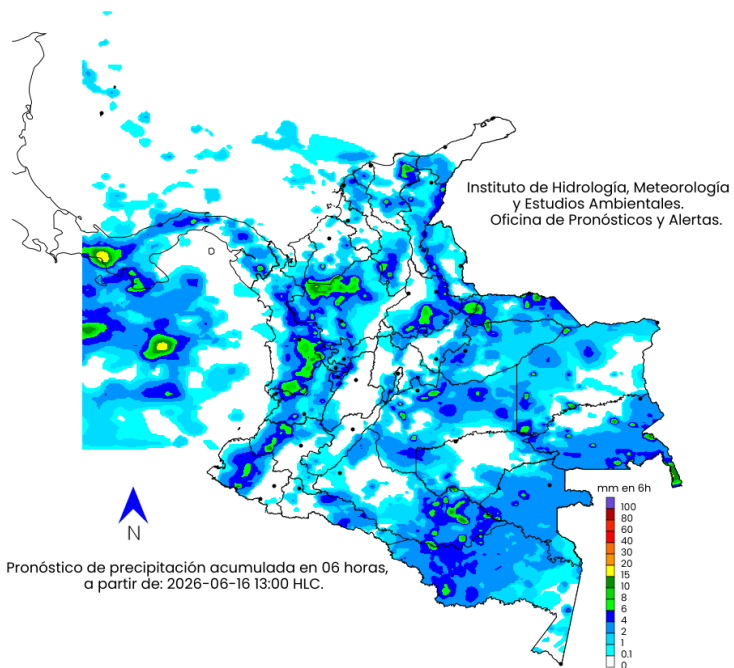 Instituto de Hidrología, Meteorología
y Estudios Ambientales.
Oficina de Pronósticos y Alertas.
N
Pronóstico de precipitación acumulada en 06 horas,
a partir de: 2026-06-16 13:00 HLC.
mm en 6h
100
80
60
40
30
20
15
10
8
6
4
2
1
0.1
0